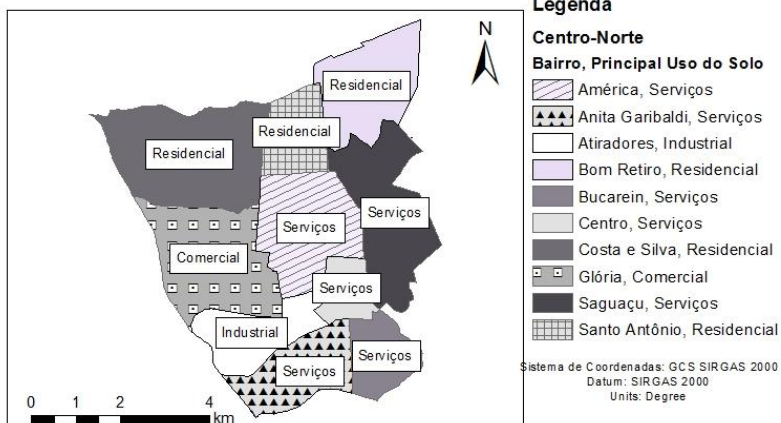 Legenda
Centro-Norte
Bairro, Principal Uso do Solo
América, Serviços
Anita Garibaldi, Serviços
Atiradores, Industrial
Bom Retiro, Residencial
Bucarein, Serviços
Centro, Serviços
Costa e Silva, Residencial
Glória, Comercial
Saguaçu, Serviços
Santo Antônio, Residencial
Sistema de Coordenadas: GCS SIRGAS 2000
Datum: SIRGAS 2000
Units: Degree
N
Residencial
Residencial
Residencial
Serviços
Serviços
Comercial
Serviços
Industrial
Serviços
Serviços
0 1 2 4
km